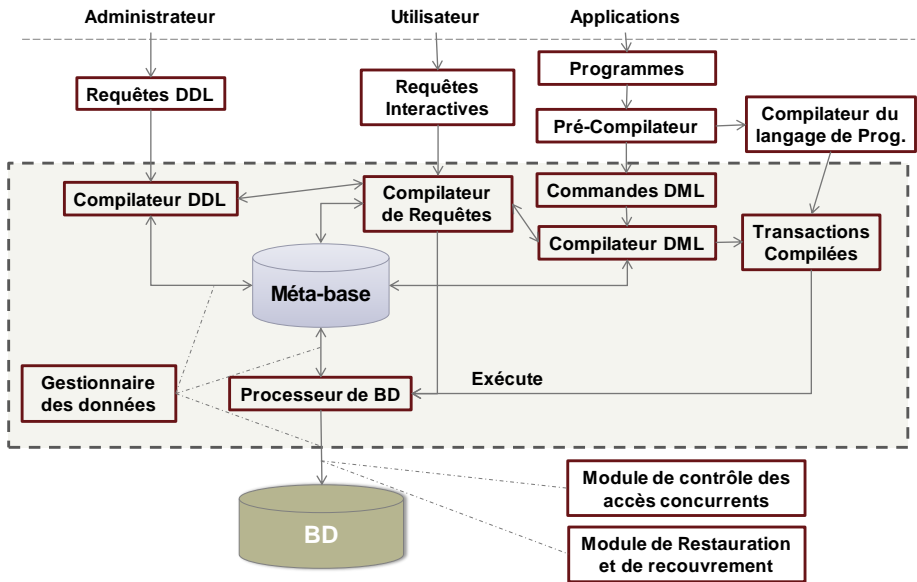 Administrateur
Utilisateur
Applications
Requêtes DDL
Requêtes
Interactives
Programmes
Pré-Compilateur
Compilateur du
langage de Prog.
Compilateur DDL
Compilateur
de Requêtes
Commandes DML
Compilateur DML
Transactions
Compilées
Méta-base
Gestionnaire
des données
Processeur de BD
Exécute
BD
Module de contrôle des
accès concurrents
Module de Restauration
et de recouvrement